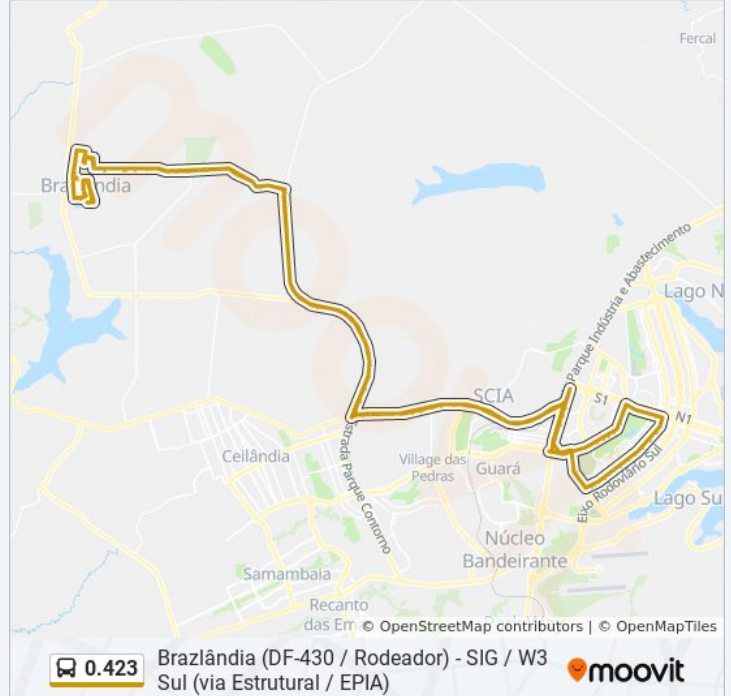 Fercal
Brazlândia
Parque Indústria e Abastecimento
Lago N
SCIA
S1
N1
Estrada Parque Contorno
Ceilândia
Village das
Pedras
Guará
Eixo Rodoviário Sul
Lago Su
Núcleo
Bandeirante
Samambaia
Recanto
das Em
© OpenStreetMap contributors | © OpenMapTiles
0.423
Brazlândia (DF-430 / Rodeador) - SIG / W3
Sul (via Estrutural / EPIA)
moovit